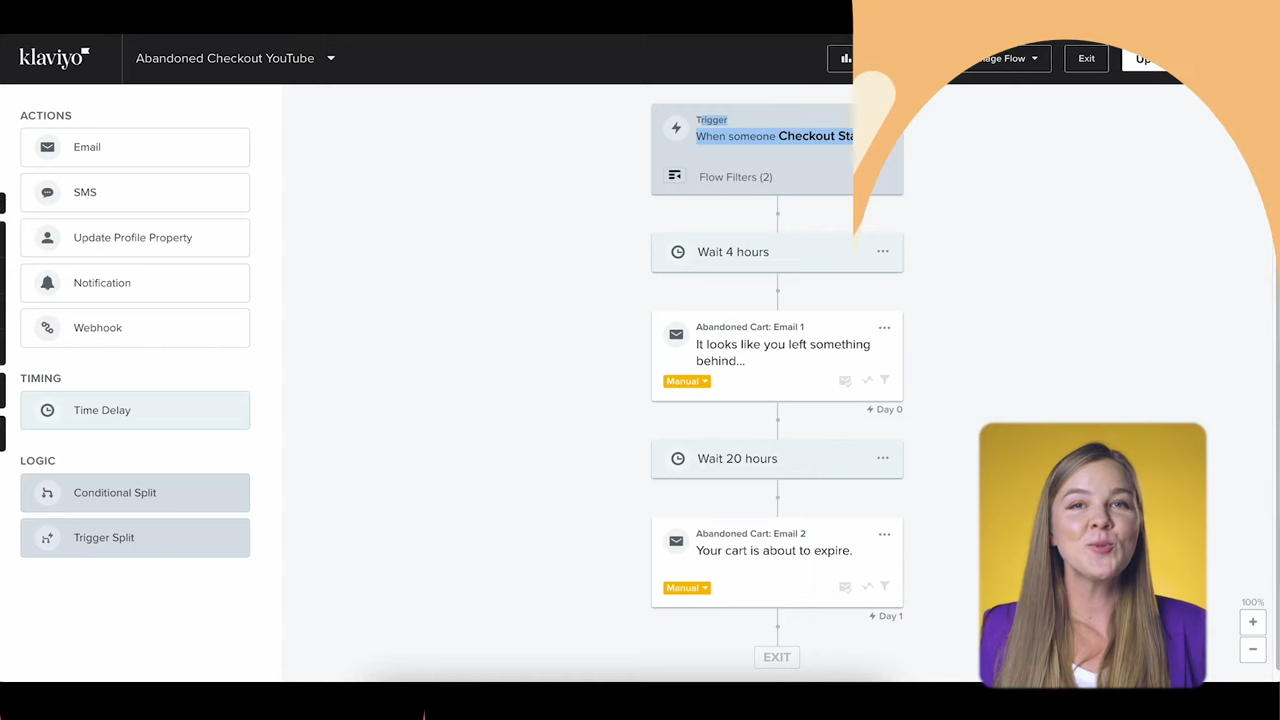 klaviyo
Abandoned Checkout YouTube
Flow
Exit
ACTIONS
Email
SMS
Update Profile Property
Notification
Webhook
TIMING
Time Delay
LOGIC
Conditional Split
Trigger Split
Trigger
When someone Checkout
Flow Filters (2)
Wait 4 hours
Abandoned Cart: Email 1
It looks like you left something
behind...
Manual
Day 0
Wait 20 hours
Abandoned Cart: Email 2
Your cart is about to expire.
Manual
Day 1
EXIT
100%